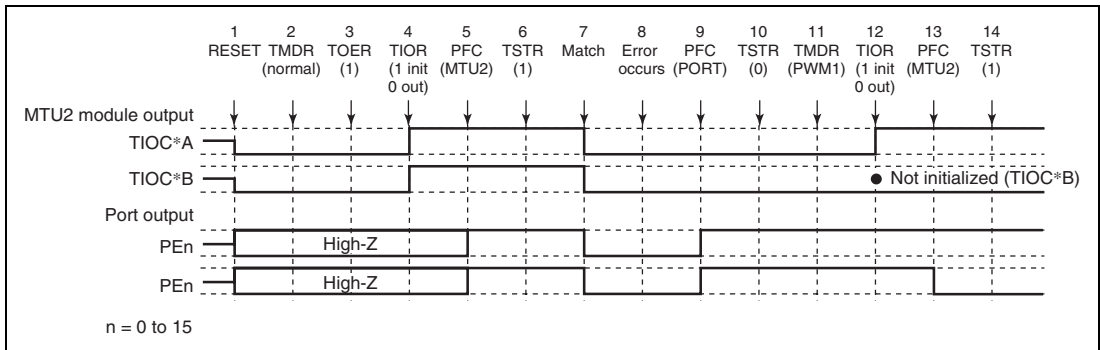 1 2 3 4 5 6 7 8 9 10 11 12 13 14
RESET TMDR TOER TIOR PFC TSTR Match Error PFC TSTR TMDR TIOR PFC TSTR
(normal) (1) (1 init (MTU2) (1) occurs (PORT) (0) (PWM1) (1 init (MTU2) (1)
0 out) 0 out)
MTU2 module output
TIOC*A
TIOC*B
● Not initialized (TIOC*B)
Port output
PEn
High-Z
PEn
High-Z
n = 0 to 15